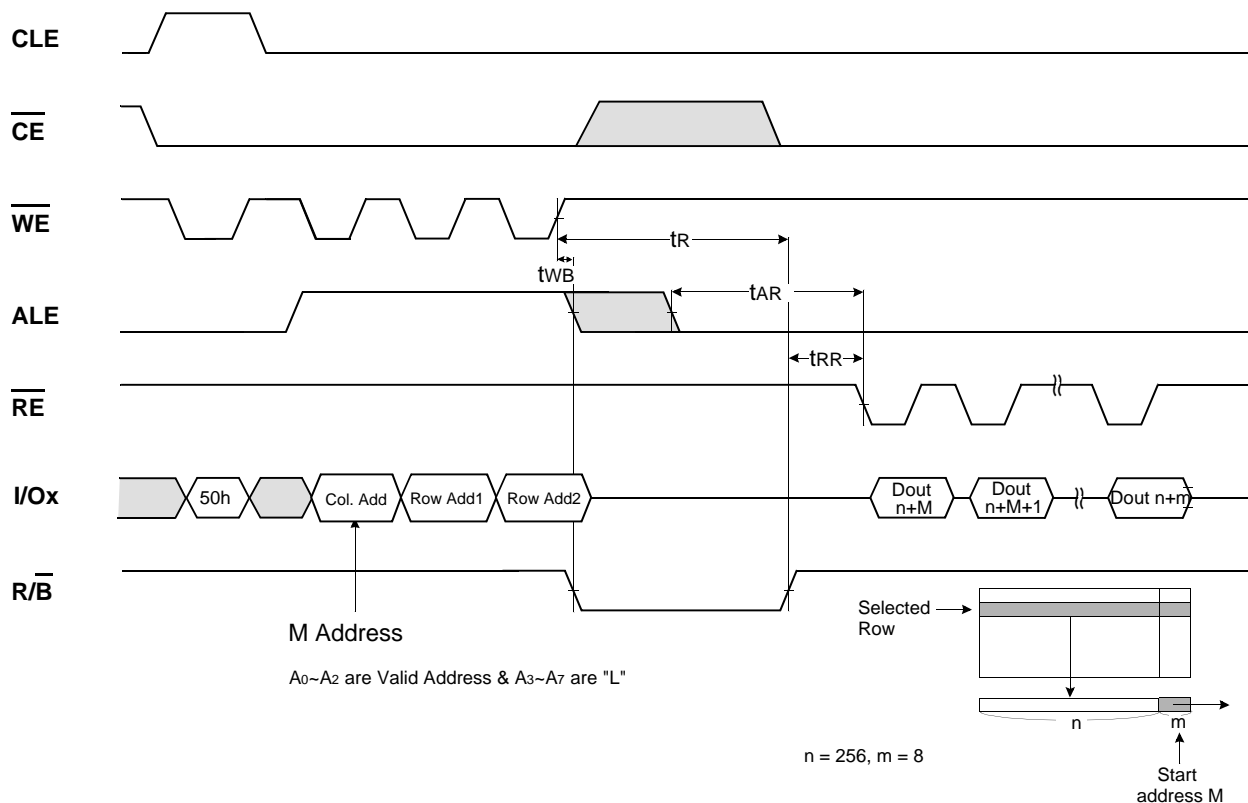 CLE
CE
WE
tR
tWB
ALE
tAR
tRR
RE
I/Ox
50h
Col. Add
Row Add1
Row Add2
Dout
n+M
Dout
n+M+1
Dout n+m
R/B
M Address
A0~A2 are Valid Address & A3~A7 are "L"
Selected
Row
n
m
n = 256, m = 8
Start
address M